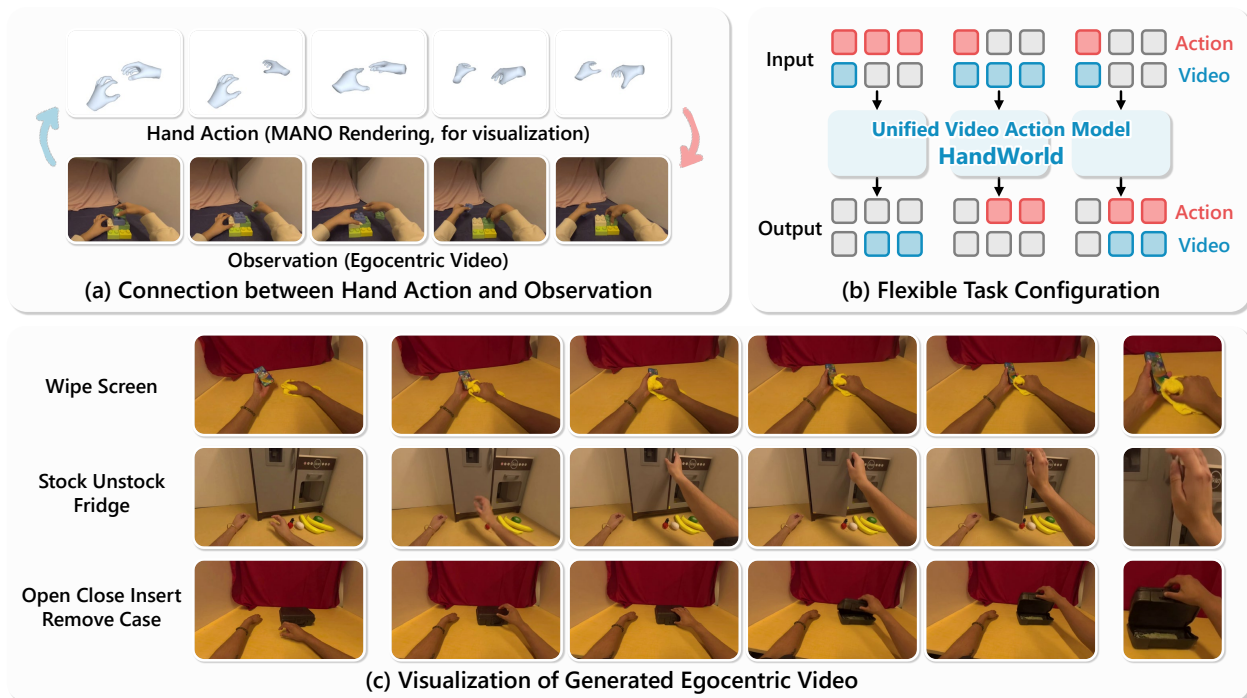 Hand Action (MANO Rendering, for visualization)
Observation (Egocentric Video)
(a) Connection between Hand Action and Observation
Input
Action
Video
Unified Video Action Model
HandWorld
Output
Action
Video
(b) Flexible Task Configuration
Wipe Screen
Stock Unstock
Fridge
Open Close Insert
Remove Case
(c) Visualization of Generated Egocentric Video